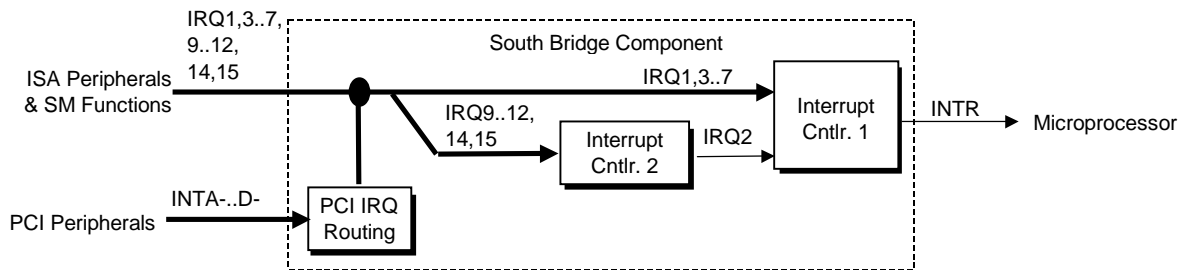 IRQ1,3..7,
9..12,
14,15
South Bridge Component
ISA Peripherals
& SM Functions
IRQ1,3..7
IRQ9..12,
14,15
Interrupt
Cntlr. 2
IRQ2
Interrupt
Cntlr. 1
INTR
Microprocessor
INTA-..D-
PCI Peripherals
PCI IRQ
Routing